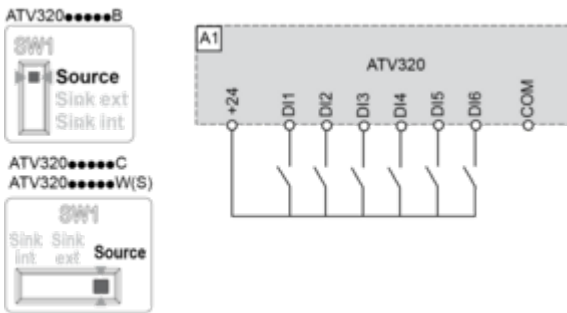 ATV320●●●●●B
SW1
Source
Sink ext
Sink int
ATV320●●●●●C
ATV320●●●●●W(S)
SW1
Sink int
Sink ext
Source
A1
ATV320
+24
DI1
DI2
DI3
DI4
DI5
DI6
COM